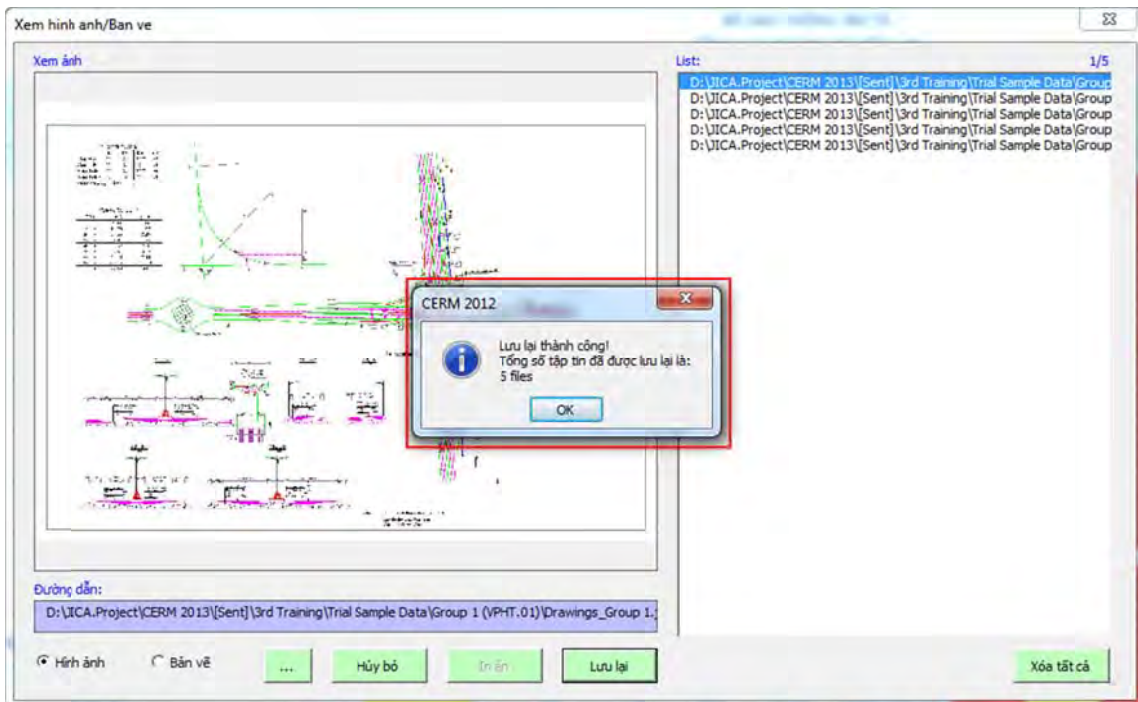 Xem hinh anh/Ban ve
Xem ảnh
List:
1/5
D:\JICA.Project\CERM 2013\[Sent]\3rd Training\Trial Sample Data\Group
D:\JICA.Project\CERM 2013\[Sent]\3rd Training\Trial Sample Data\Group
D:\JICA.Project\CERM 2013\[Sent]\3rd Training\Trial Sample Data\Group
D:\JICA.Project\CERM 2013\[Sent]\3rd Training\Trial Sample Data\Group
D:\JICA.Project\CERM 2013\[Sent]\3rd Training\Trial Sample Data\Group
CERM 2012
Lưu lại thành công!
Tổng số tập tin đã được lưu lại là:
5 files
OK
Đường dẫn:
D:\JICA.Project\CERM 2013\[Sent]\3rd Training\Trial Sample Data\Group 1 (VPHT.01)\Drawings_Group 1.
Hình ảnh
Bản vẽ
...
Hủy bỏ
In ấn
Lưu lại
Xóa tất cả